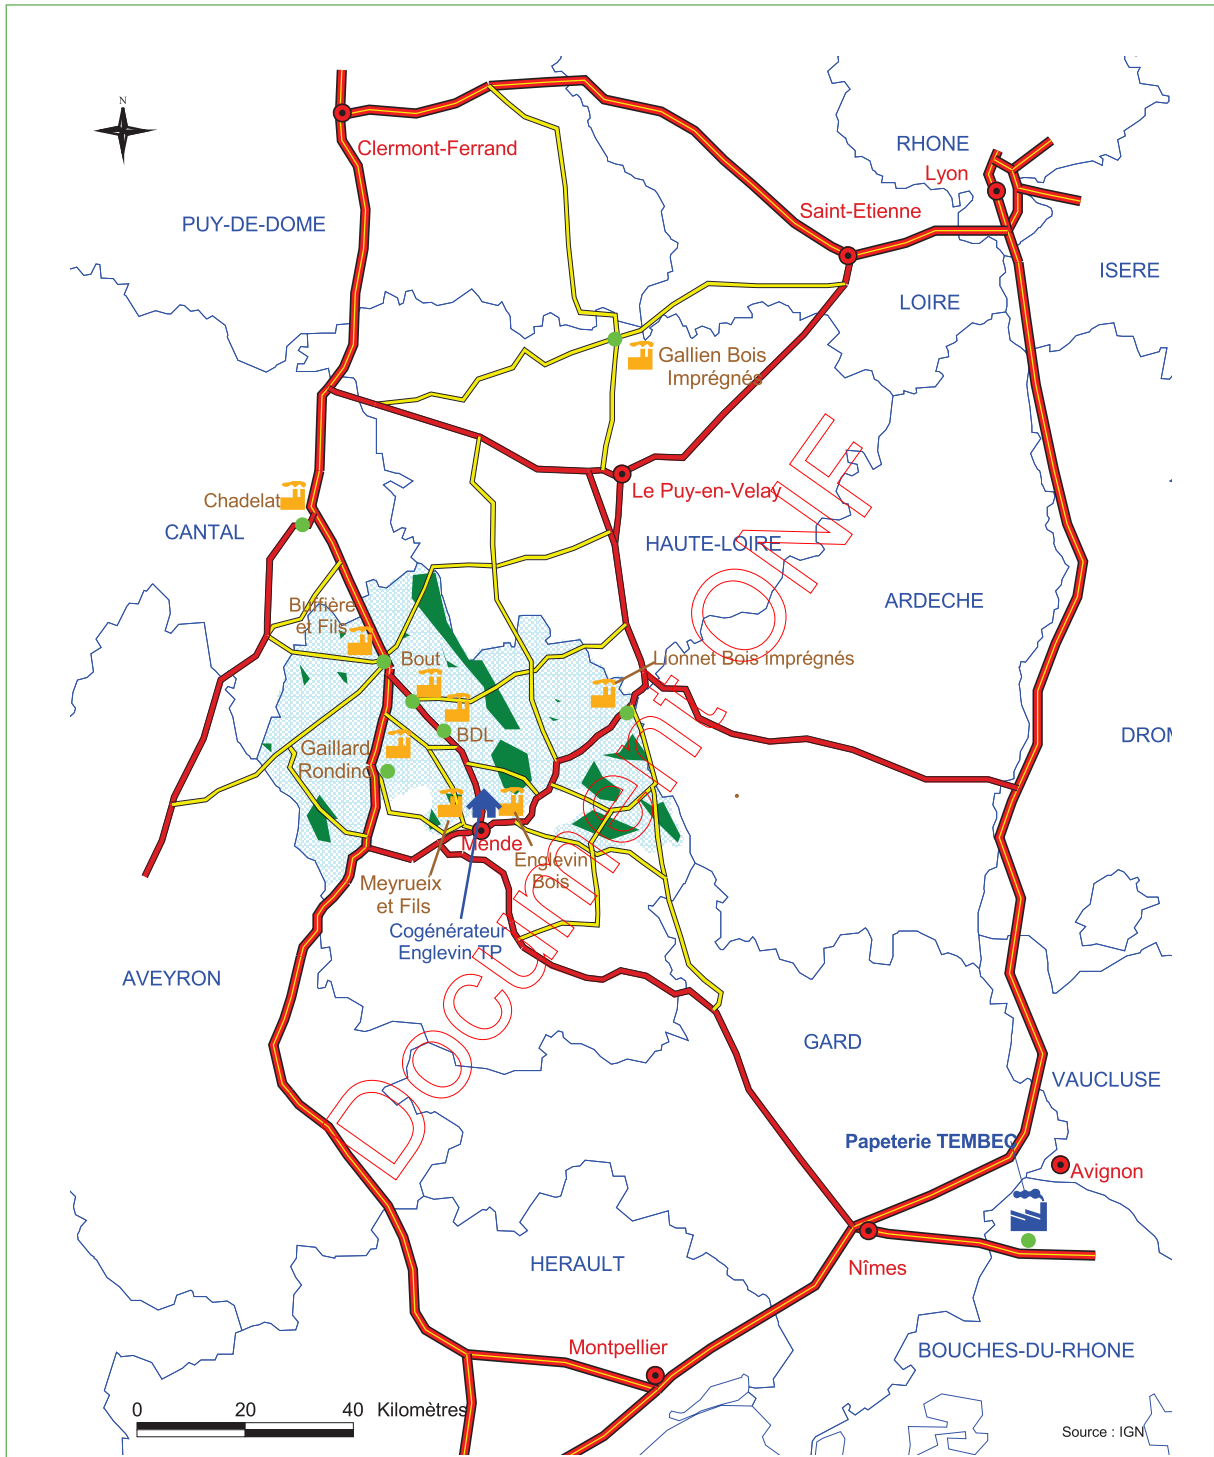 N
Clermont-Ferrand
RHONE
Lyon
Saint-Etienne
PUY-DE-DOME
ISERE
LOIRE
Gallien Bois
Imprégnés
Chadelat
Le Puy-en-Velay
CANTAL
HAUTE-LOIRE
ARDECHE
Buffière
et Fils
Bout
Lionnet Bois imprégnés
BDL
DROM
Gaillard
Rondino
Mende
Englevin
Bois
Meyrueix
et Fils
Cogénérateur
Englevin TP
AVEYRON
GARD
VAUCLUSE
Papeterie TEMBEC
Avignon
HERAULT
Nîmes
Montpellier
BOUCHES-DU-RHONE
0 20 40 Kilomètres
Source : IGN
Document ONF